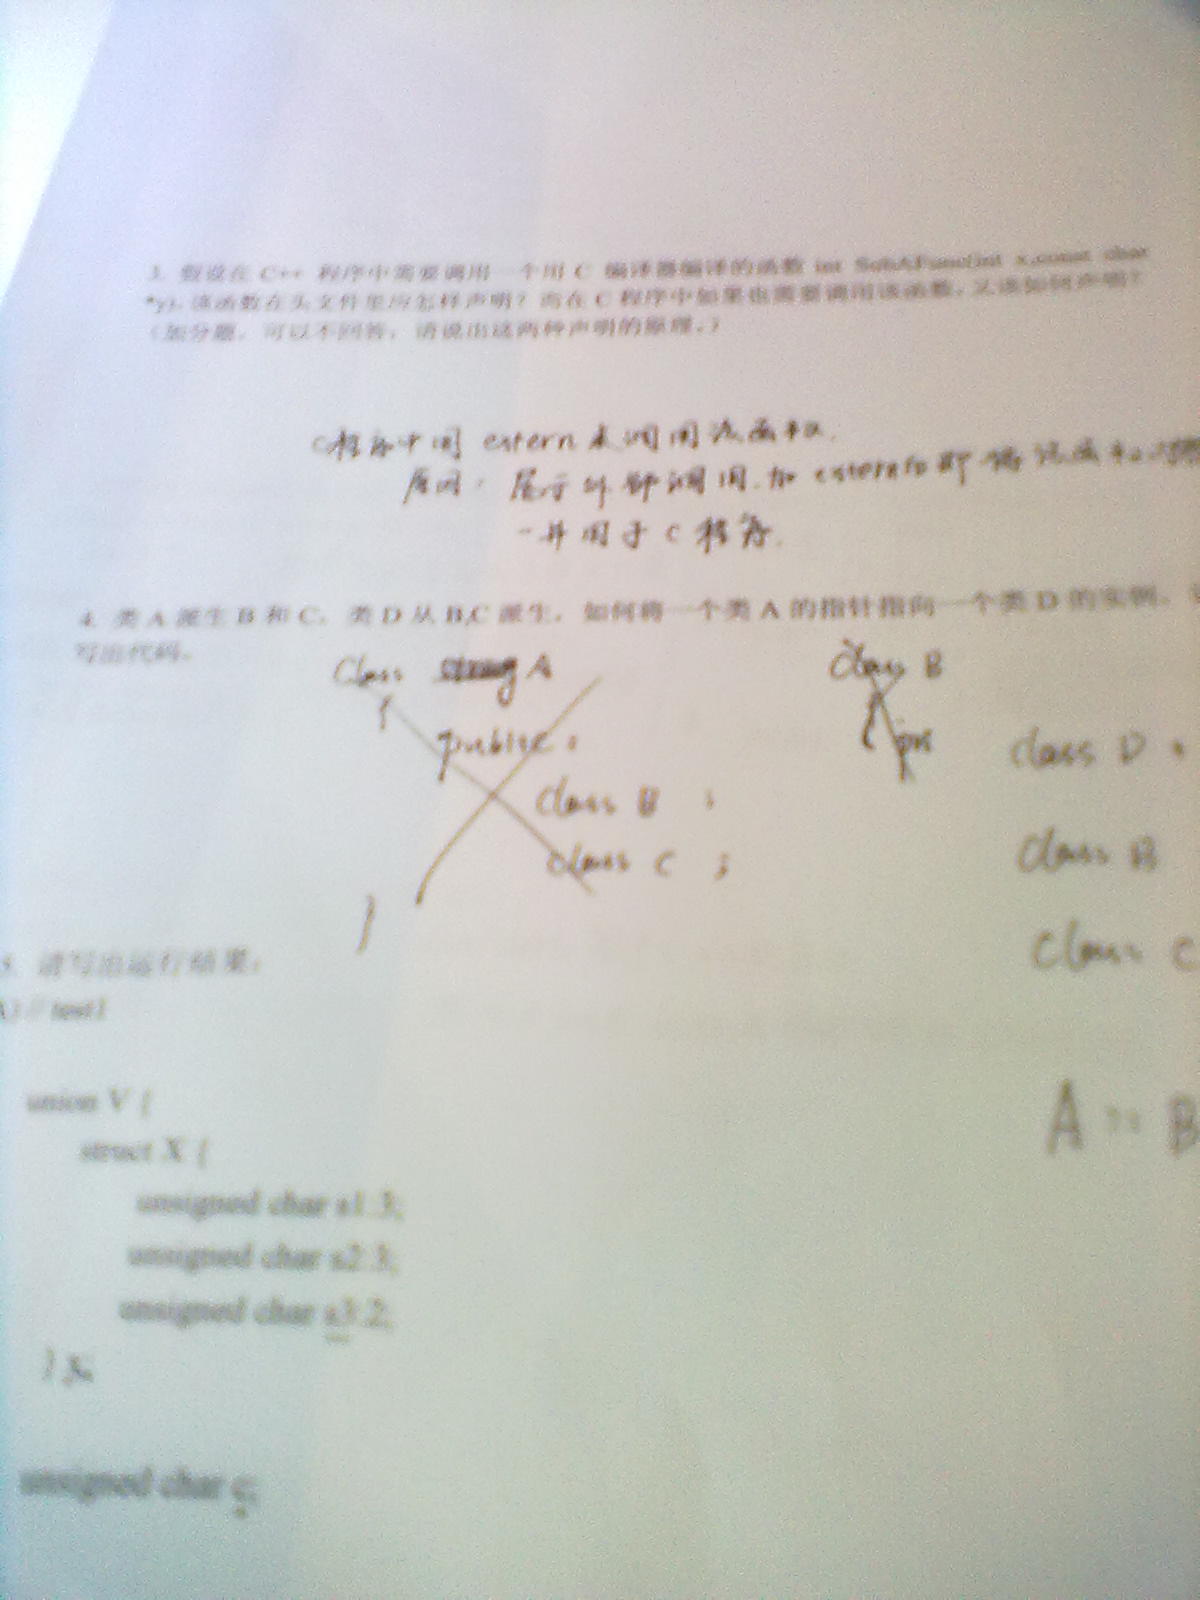 3. 假设在 C++ 程序中需要调用一个用 C 编译器编译的函数 int SubAFunc(int x,const char
*y), 该函数在头文件里应怎样声明？而在 C 程序中如果也需要调用该函数，又该如何声明？
（加分题，可以不回答，请说出这两种声明的原理。）
C程序中用 extern 来调用该函数.
原因：展示外部调用.加 extern
一并用于 C 程序.
4. 类 A 派生 B 和 C，类 D 从 B,C 派生，如何将一个类 A 的指针指向一个类 D 的实例，
写出代码。
Class A
class B
{
{
public :
pri
class D :
class B ;
class B
class C ;
}
class C
5. 请写出运行结果：
A) // test1
union V {
A :: B
struct X {
unsigned char s1:3;
unsigned char s2:3;
unsigned char s3:2;
} x;
unsigned char c;